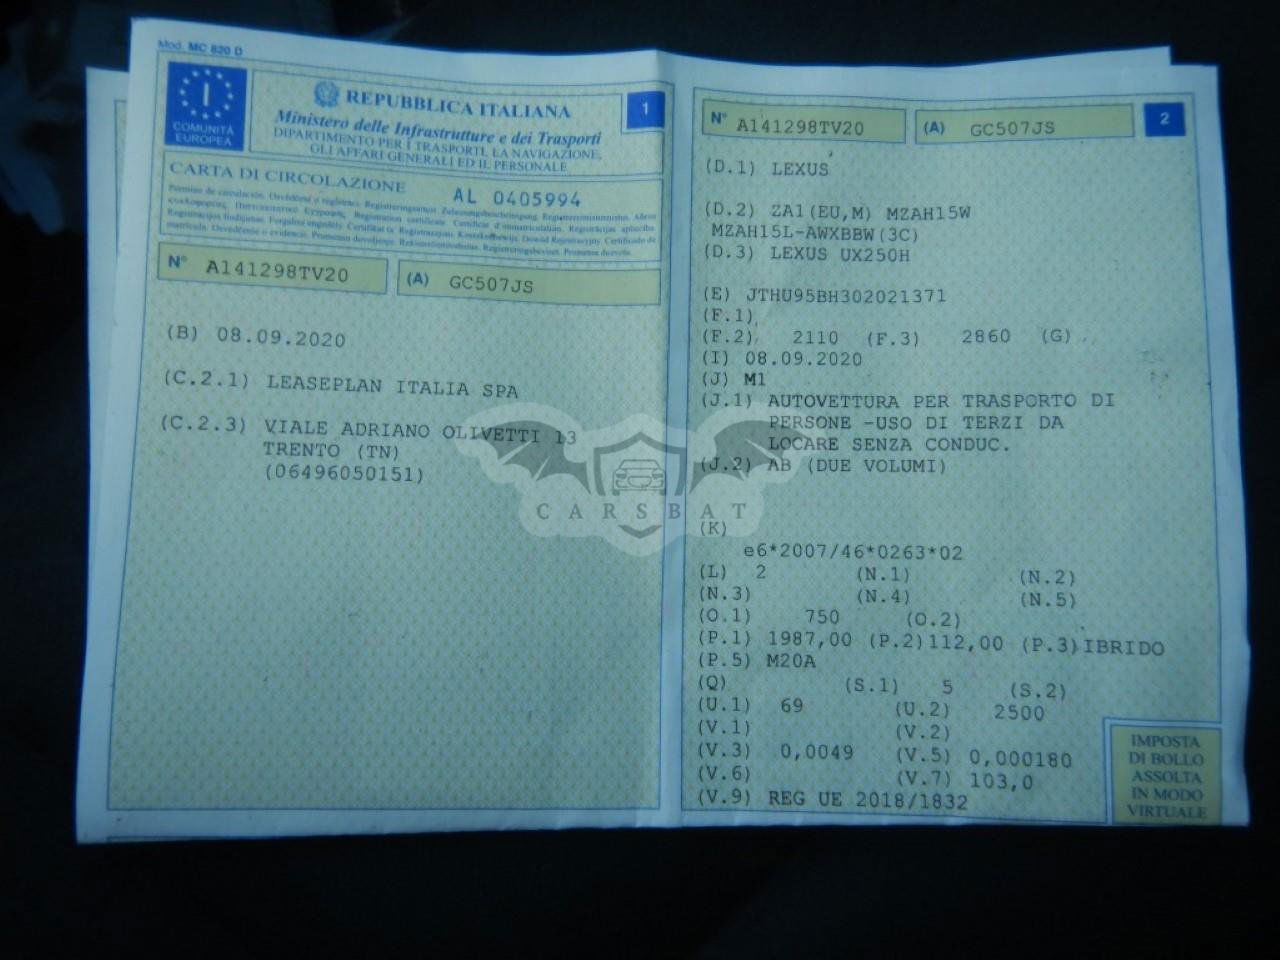 Mod. MC 820 D
I
COMUNITÀ
EUROPEA
REPUBBLICA ITALIANA
Ministero delle Infrastrutture e dei Trasporti
DIPARTIMENTO PER I TRASPORTI, LA NAVIGAZIONE,
GLI AFFARI GENERALI ED IL PERSONALE
1
CARTA DI CIRCOLAZIONE
AL 0405994
N° A141298TV20
(A) GC507JS
(B) 08.09.2020
(C.2.1) LEASEPLAN ITALIA SPA
(C.2.3) VIALE ADRIANO OLIVETTI 13
TRENTO (TN)
(06496050151)
N° A141298TV20
(A) GC507JS
2
(D.1) LEXUS
(D.2) ZA1(EU,M) MZAH15W
MZAH15L-AWXBBW(3C)
(D.3) LEXUS UX250H
(E) JTHU95BH302021371
(F.1)
(F.2) 2110 (F.3) 2860 (G)
(I) 08.09.2020
(J) M1
(J.1) AUTOVETTURA PER TRASPORTO DI
PERSONE -USO DI TERZI DA
LOCARE SENZA CONDUC.
(J.2) AB (DUE VOLUMI)
(K)
e6*2007/46*0263*02
(L) 2 (N.1) (N.2)
(N.3) (N.4) (N.5)
(O.1) 750 (O.2)
(P.1) 1987,00 (P.2)112,00 (P.3)IBRIDO
(P.5) M20A
(Q) (S.1) 5 (S.2)
(U.1) 69 (U.2) 2500
(V.1) (V.2)
(V.3) 0,0049 (V.5) 0,000180
(V.6) (V.7) 103,0
(V.9) REG UE 2018/1832
IMPOSTA
DI BOLLO
ASSOLTA
IN MODO
VIRTUALE
CARSBAT